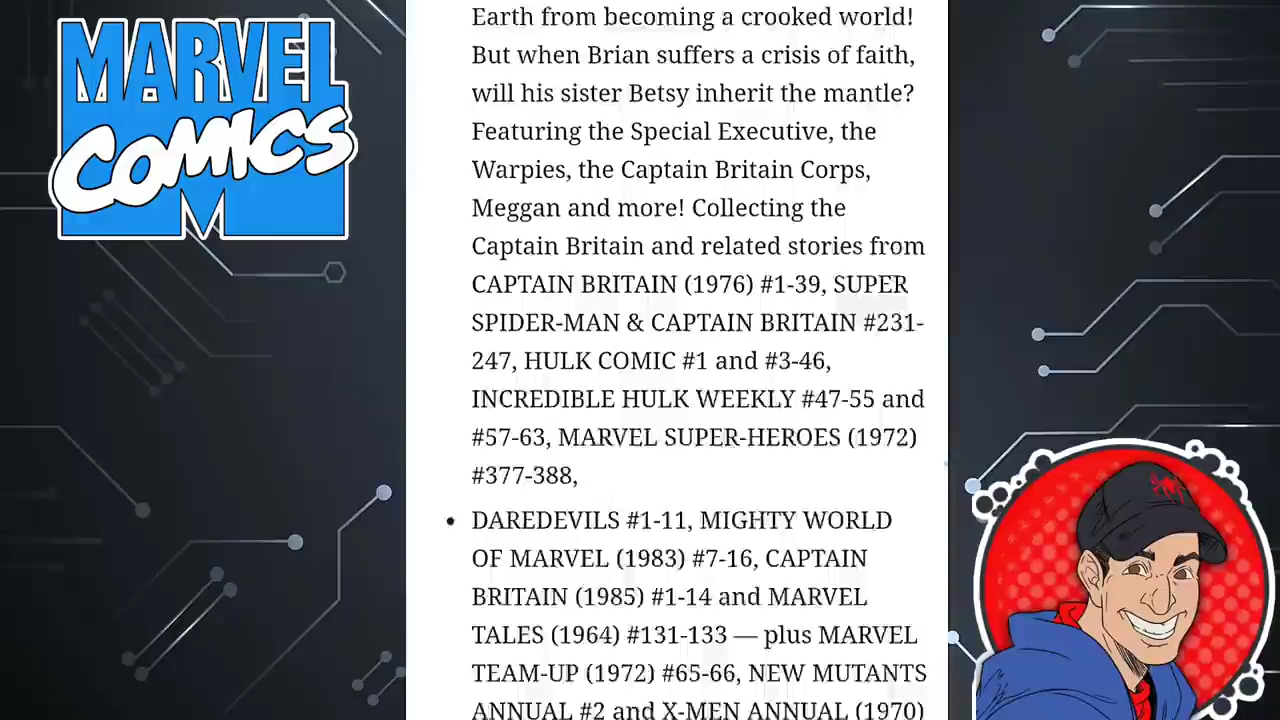 MARVEL
COMICS
M
Earth from becoming a crooked world!
But when Brian suffers a crisis of faith,
will his sister Betsy inherit the mantle?
Featuring the Special Executive, the
Warpies, the Captain Britain Corps,
Meggan and more! Collecting the
Captain Britain and related stories from
CAPTAIN BRITAIN (1976) #1-39, SUPER
SPIDER-MAN & CAPTAIN BRITAIN #231-
247, HULK COMIC #1 and #3-46,
INCREDIBLE HULK WEEKLY #47-55 and
#57-63, MARVEL SUPER-HEROES (1972)
#377-388,
• DAREDEVILS #1-11, MIGHTY WORLD
OF MARVEL (1983) #7-16, CAPTAIN
BRITAIN (1985) #1-14 and MARVEL
TALES (1964) #131-133 — plus MARVEL
TEAM-UP (1972) #65-66, NEW MUTANTS
ANNUAL #2 and X-MEN ANNUAL (1970)